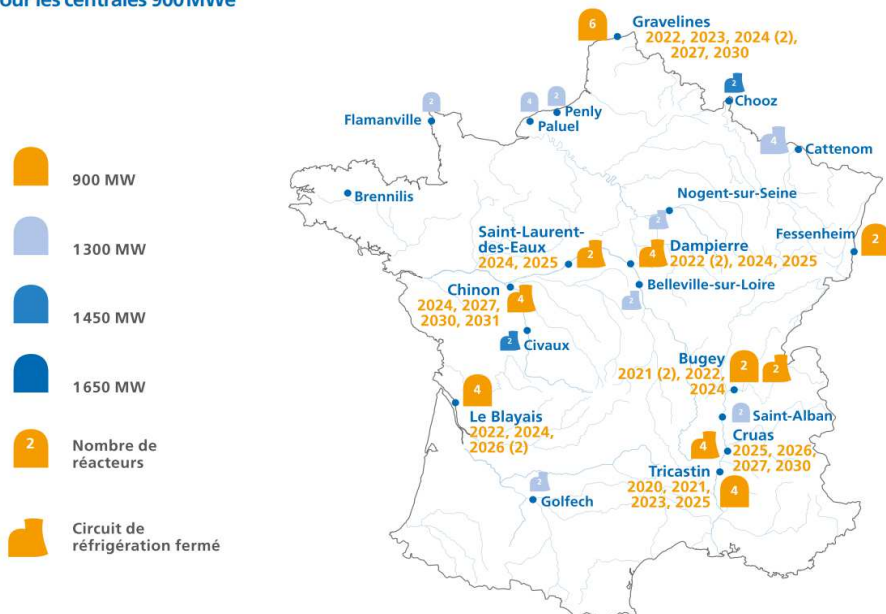 our les centrales 900 MWe
6
Gravelines
2022, 2023, 2024 (2),
2027, 2030
2
Chooz
2
Flamanville
4
Paluel
2
Penly
4
Cattenom
900 MW
Brennilis
Nogent-sur-Seine
2
1300 MW
Saint-Laurent-
des-Eaux
2024, 2025
2
4
Dampierre
2022 (2), 2024, 2025
Fessenheim
2
Belleville-sur-Loire
2
Chinon
2024, 2027,
2030, 2031
4
1450 MW
2
Civaux
1650 MW
Bugey
2021 (2), 2022,
2024
2
2
4
Le Blayais
2022, 2024,
2026 (2)
2
Saint-Alban
2
Nombre de
réacteurs
4
Cruas
2025, 2026,
2027, 2030
Tricastin
2020, 2021,
2023, 2025
4
2
Golfech
Circuit de
réfrigération fermé